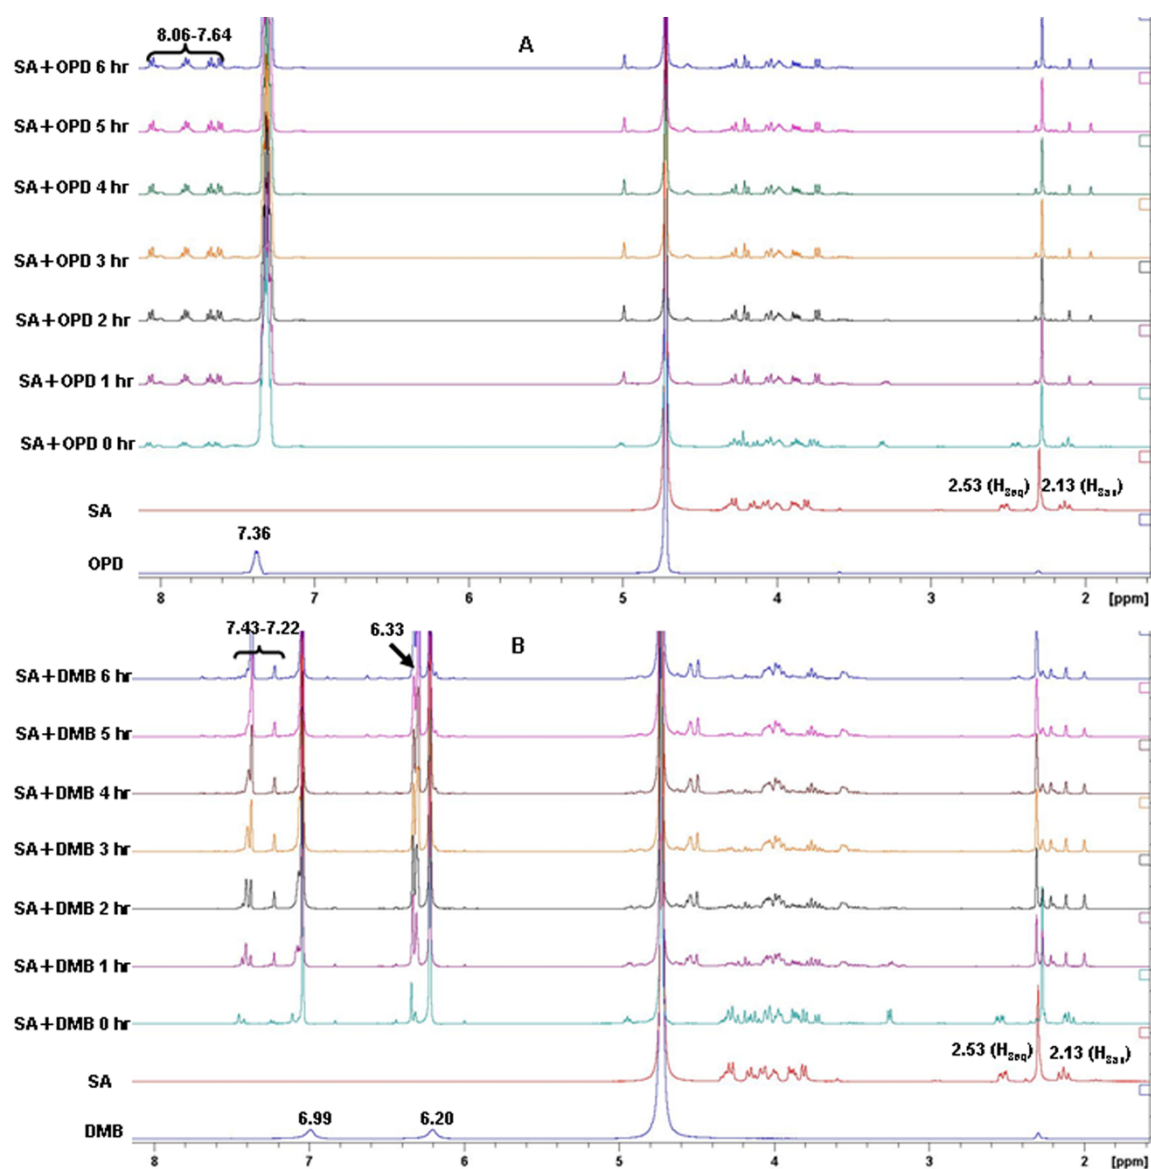 8.06-7.64
A
SA+OPD 6 hr
SA+OPD 5 hr
SA+OPD 4 hr
SA+OPD 3 hr
SA+OPD 2 hr
SA+OPD 1 hr
SA+OPD 0 hr
2.53 (H3eq) 2.13 (H3ax)
SA
7.36
OPD
8 7 6 5 4 3 2 [ppm]
7.43-7.22 6.33 B
SA+DMB 6 hr
SA+DMB 5 hr
SA+DMB 4 hr
SA+DMB 3 hr
SA+DMB 2 hr
SA+DMB 1 hr
SA+DMB 0 hr
2.53 (H3eq) 2.13 (H3ax)
SA
6.99 6.20
DMB
8 7 6 5 4 3 2 [ppm]